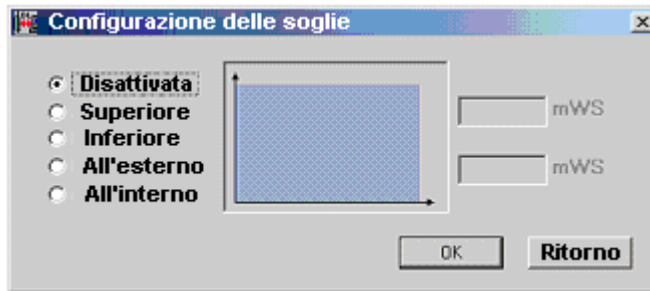 Configurazione delle soglie
Disattivata
Superiore
Inferiore
All'esterno
All'interno
mWS
mWS
OK
Ritorno